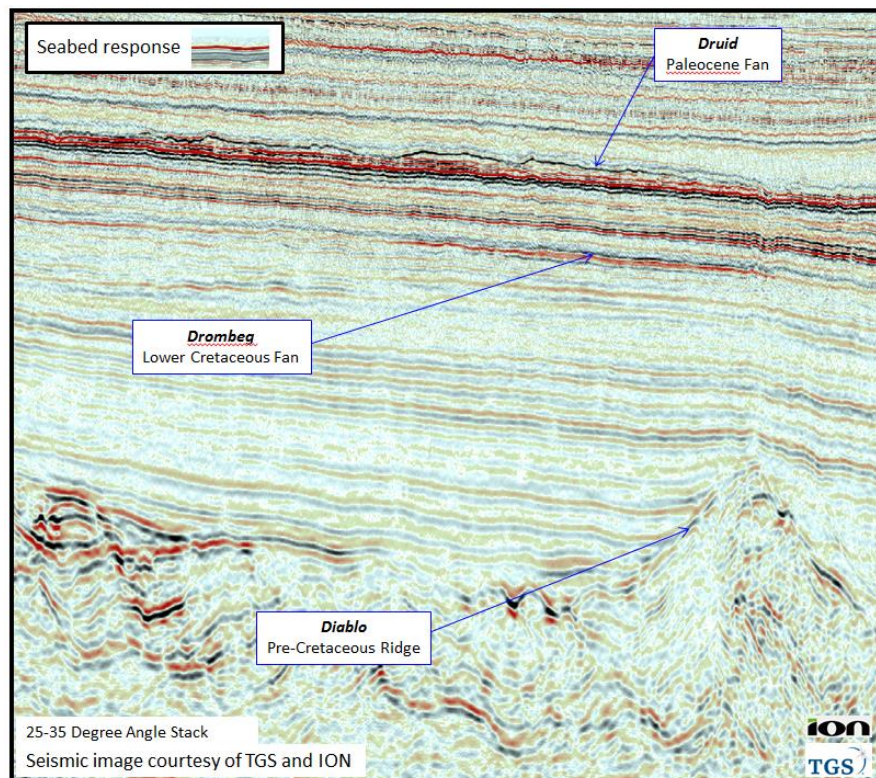 Seabed response
Druid
Paleocene Fan
Drombeg
Lower Cretaceous Fan
Diablo
Pre-Cretaceous Ridge
25-35 Degree Angle Stack
Seismic image courtesy of TGS and ION
ion
TGS